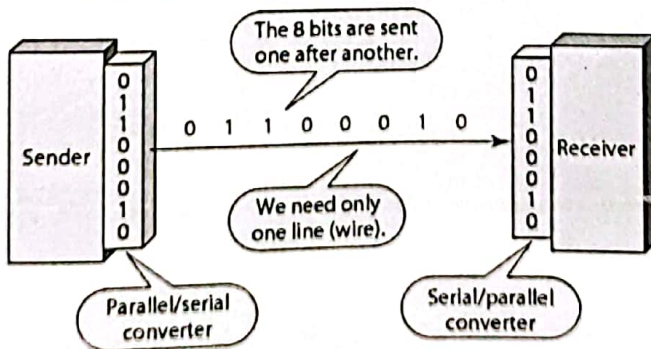 The 8 bits are sent
one after another.
Sender
0
1
1
0
0
0
1
0
0 1 1 0 0 0 1 0
0
1
1
0
0
0
1
0
Receiver
We need only
one line (wire).
Parallel/serial
converter
Serial/parallel
converter